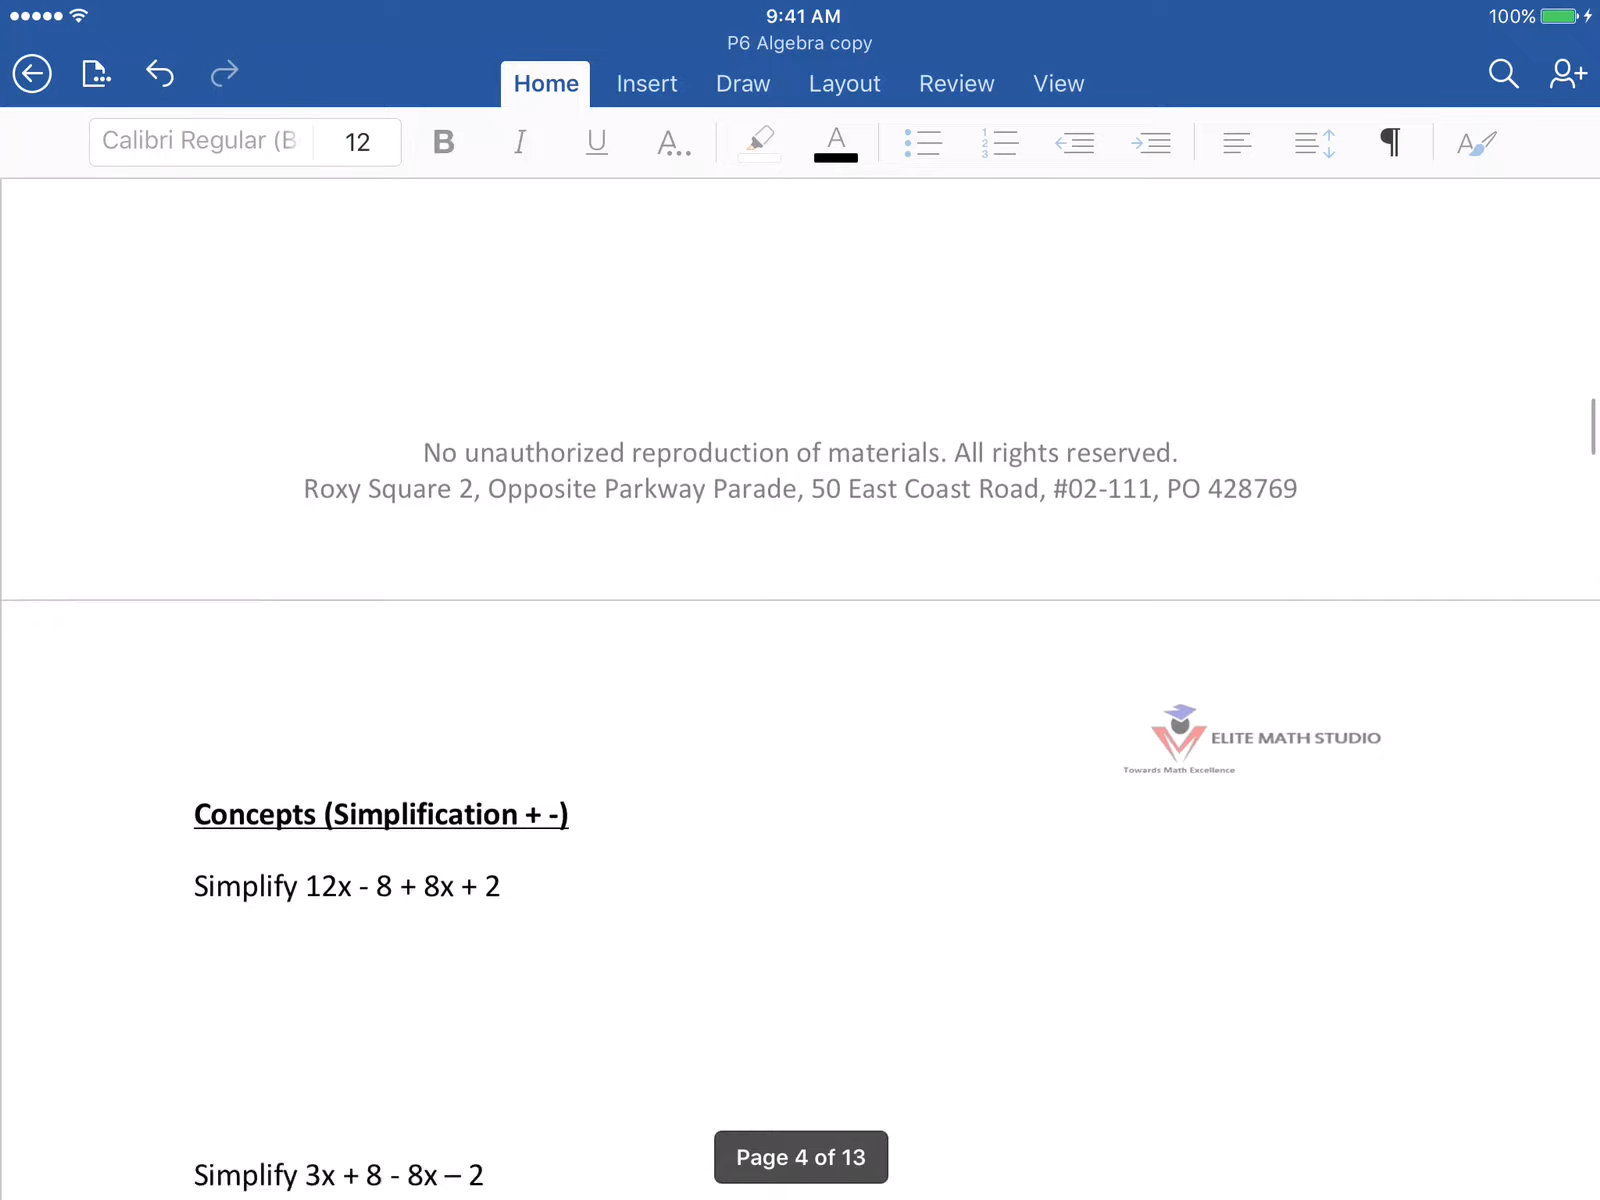 9:41 AM
100%
P6 Algebra copy
Home Insert Draw Layout Review View
Calibri Regular (B 12 B I U A.. A 1 2 3 ¶ A
No unauthorized reproduction of materials. All rights reserved.
Roxy Square 2, Opposite Parkway Parade, 50 East Coast Road, #02-111, PO 428769
ELITE MATH STUDIO
Towards Math Excellence
Concepts (Simplification + -)
Simplify 12x - 8 + 8x + 2
Simplify 3x + 8 - 8x – 2
Page 4 of 13